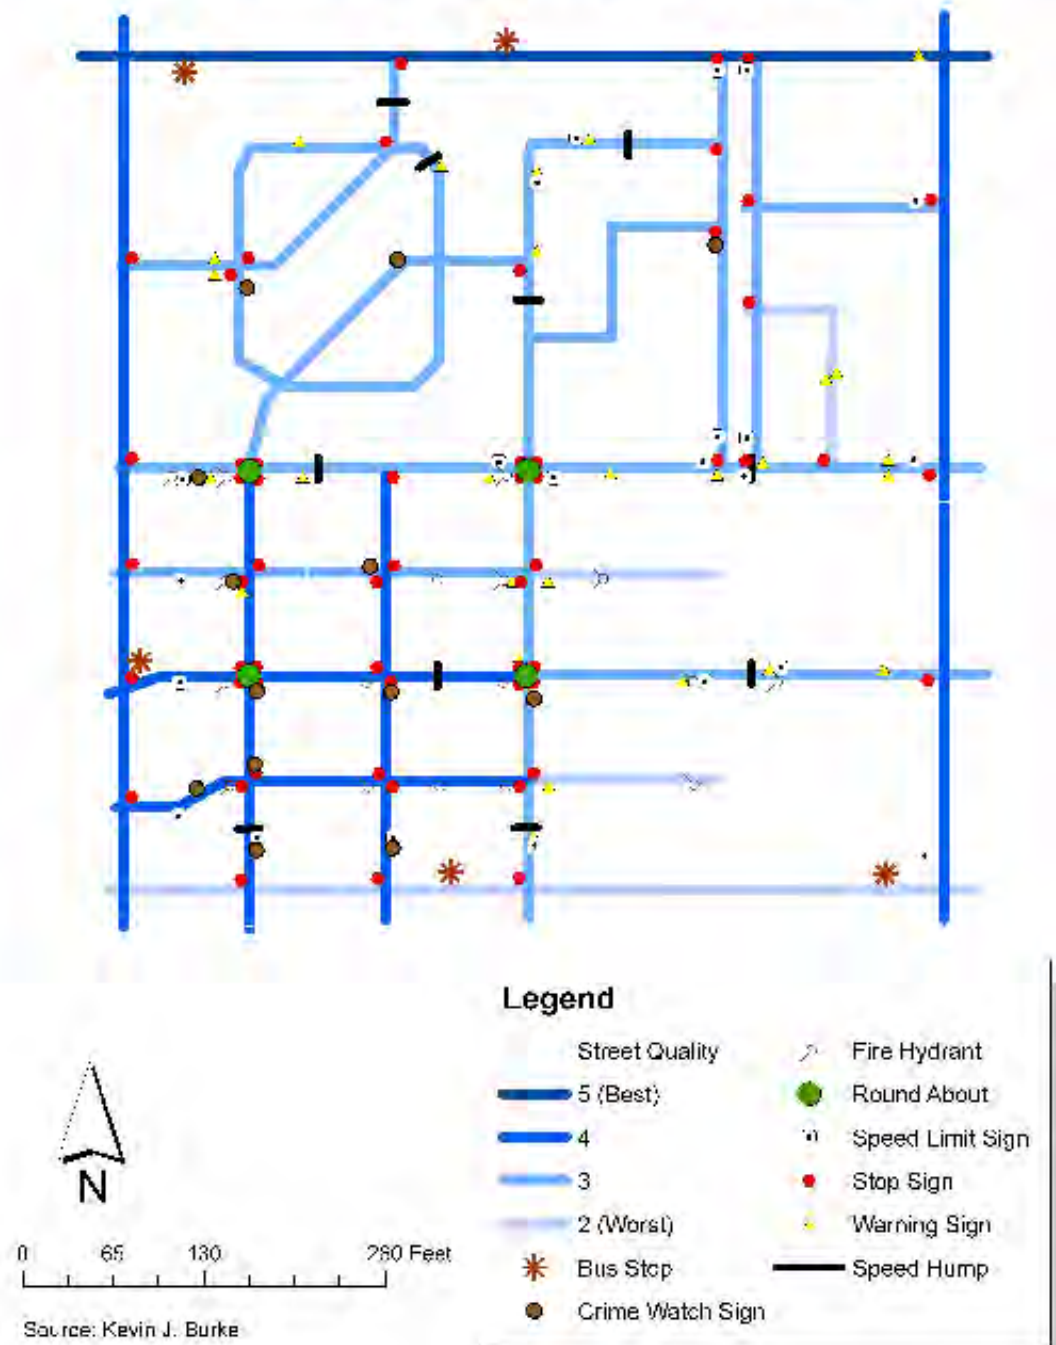 Legend
Street Quality
5 (Best)
4
3
2 (Worst)
Bus Stop
Crime Watch Sign
Fire Hydrant
Round About
Speed Limit Sign
Stop Sign
Warning Sign
Speed Hump
N
0 65 130 260 Feet
Source: Kevin J. Burke